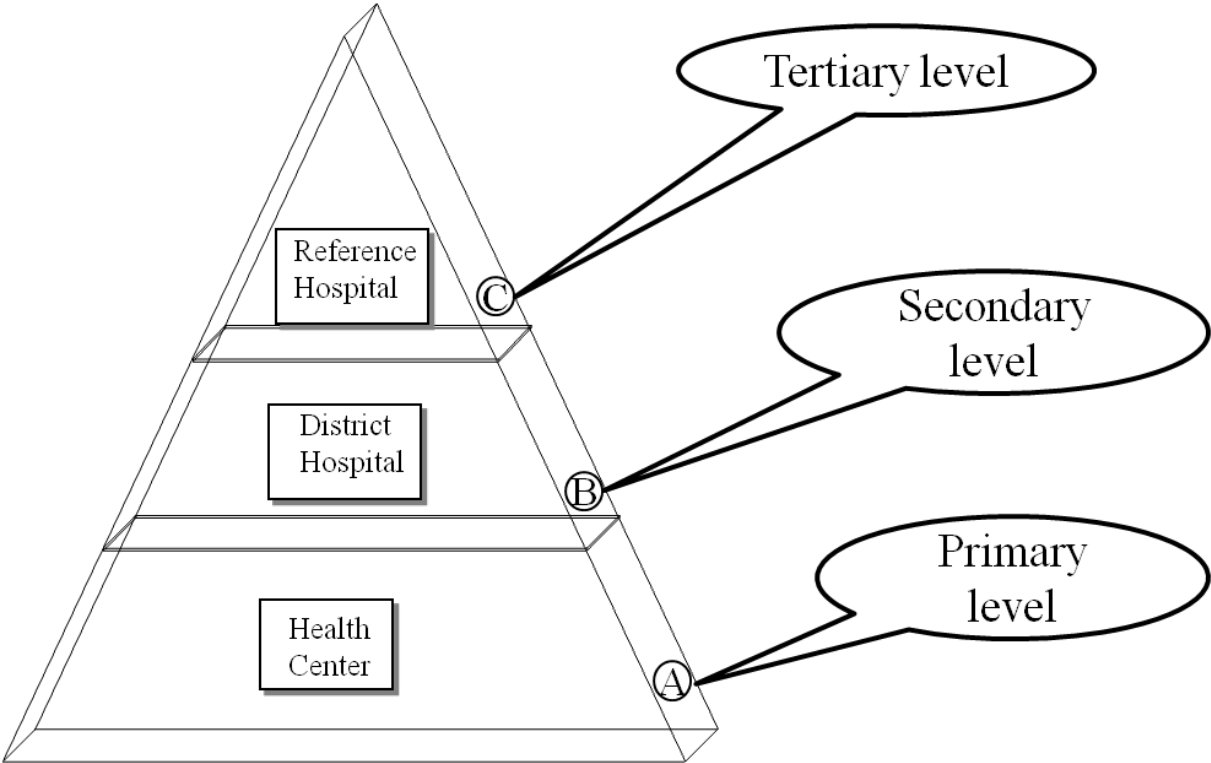 Tertiary level
Reference
Hospital
C
Secondary
level
District
Hospital
B
Primary
level
Health
Center
A